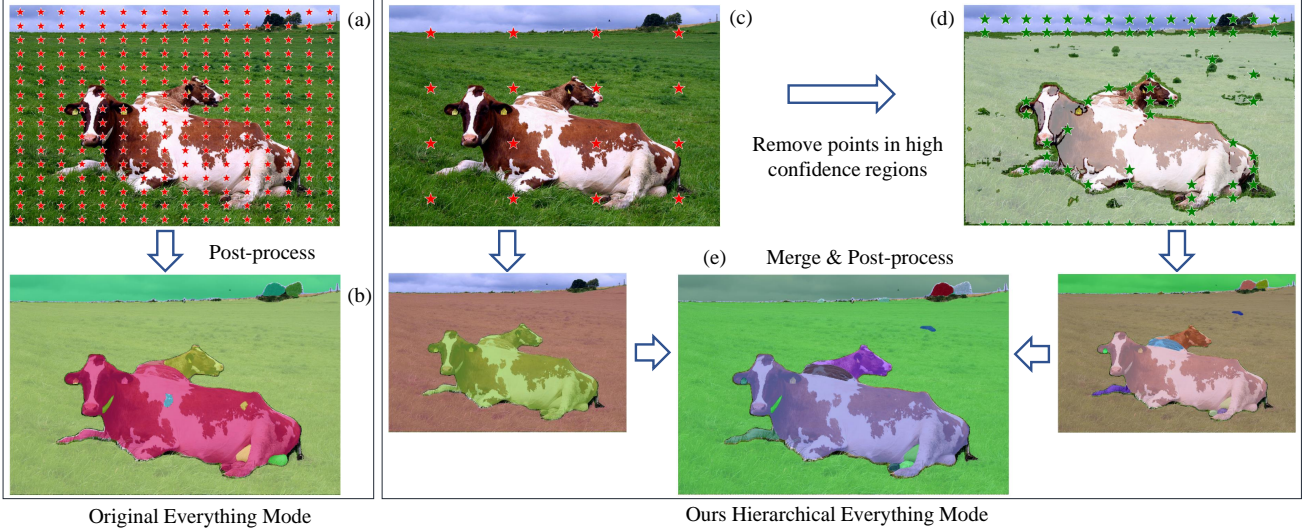 (a)
(c)
(d)
Remove points in high
confidence regions
Post-process
(e)
Merge & Post-process
(b)
Original Everything Mode
Ours Hierarchical Everything Mode